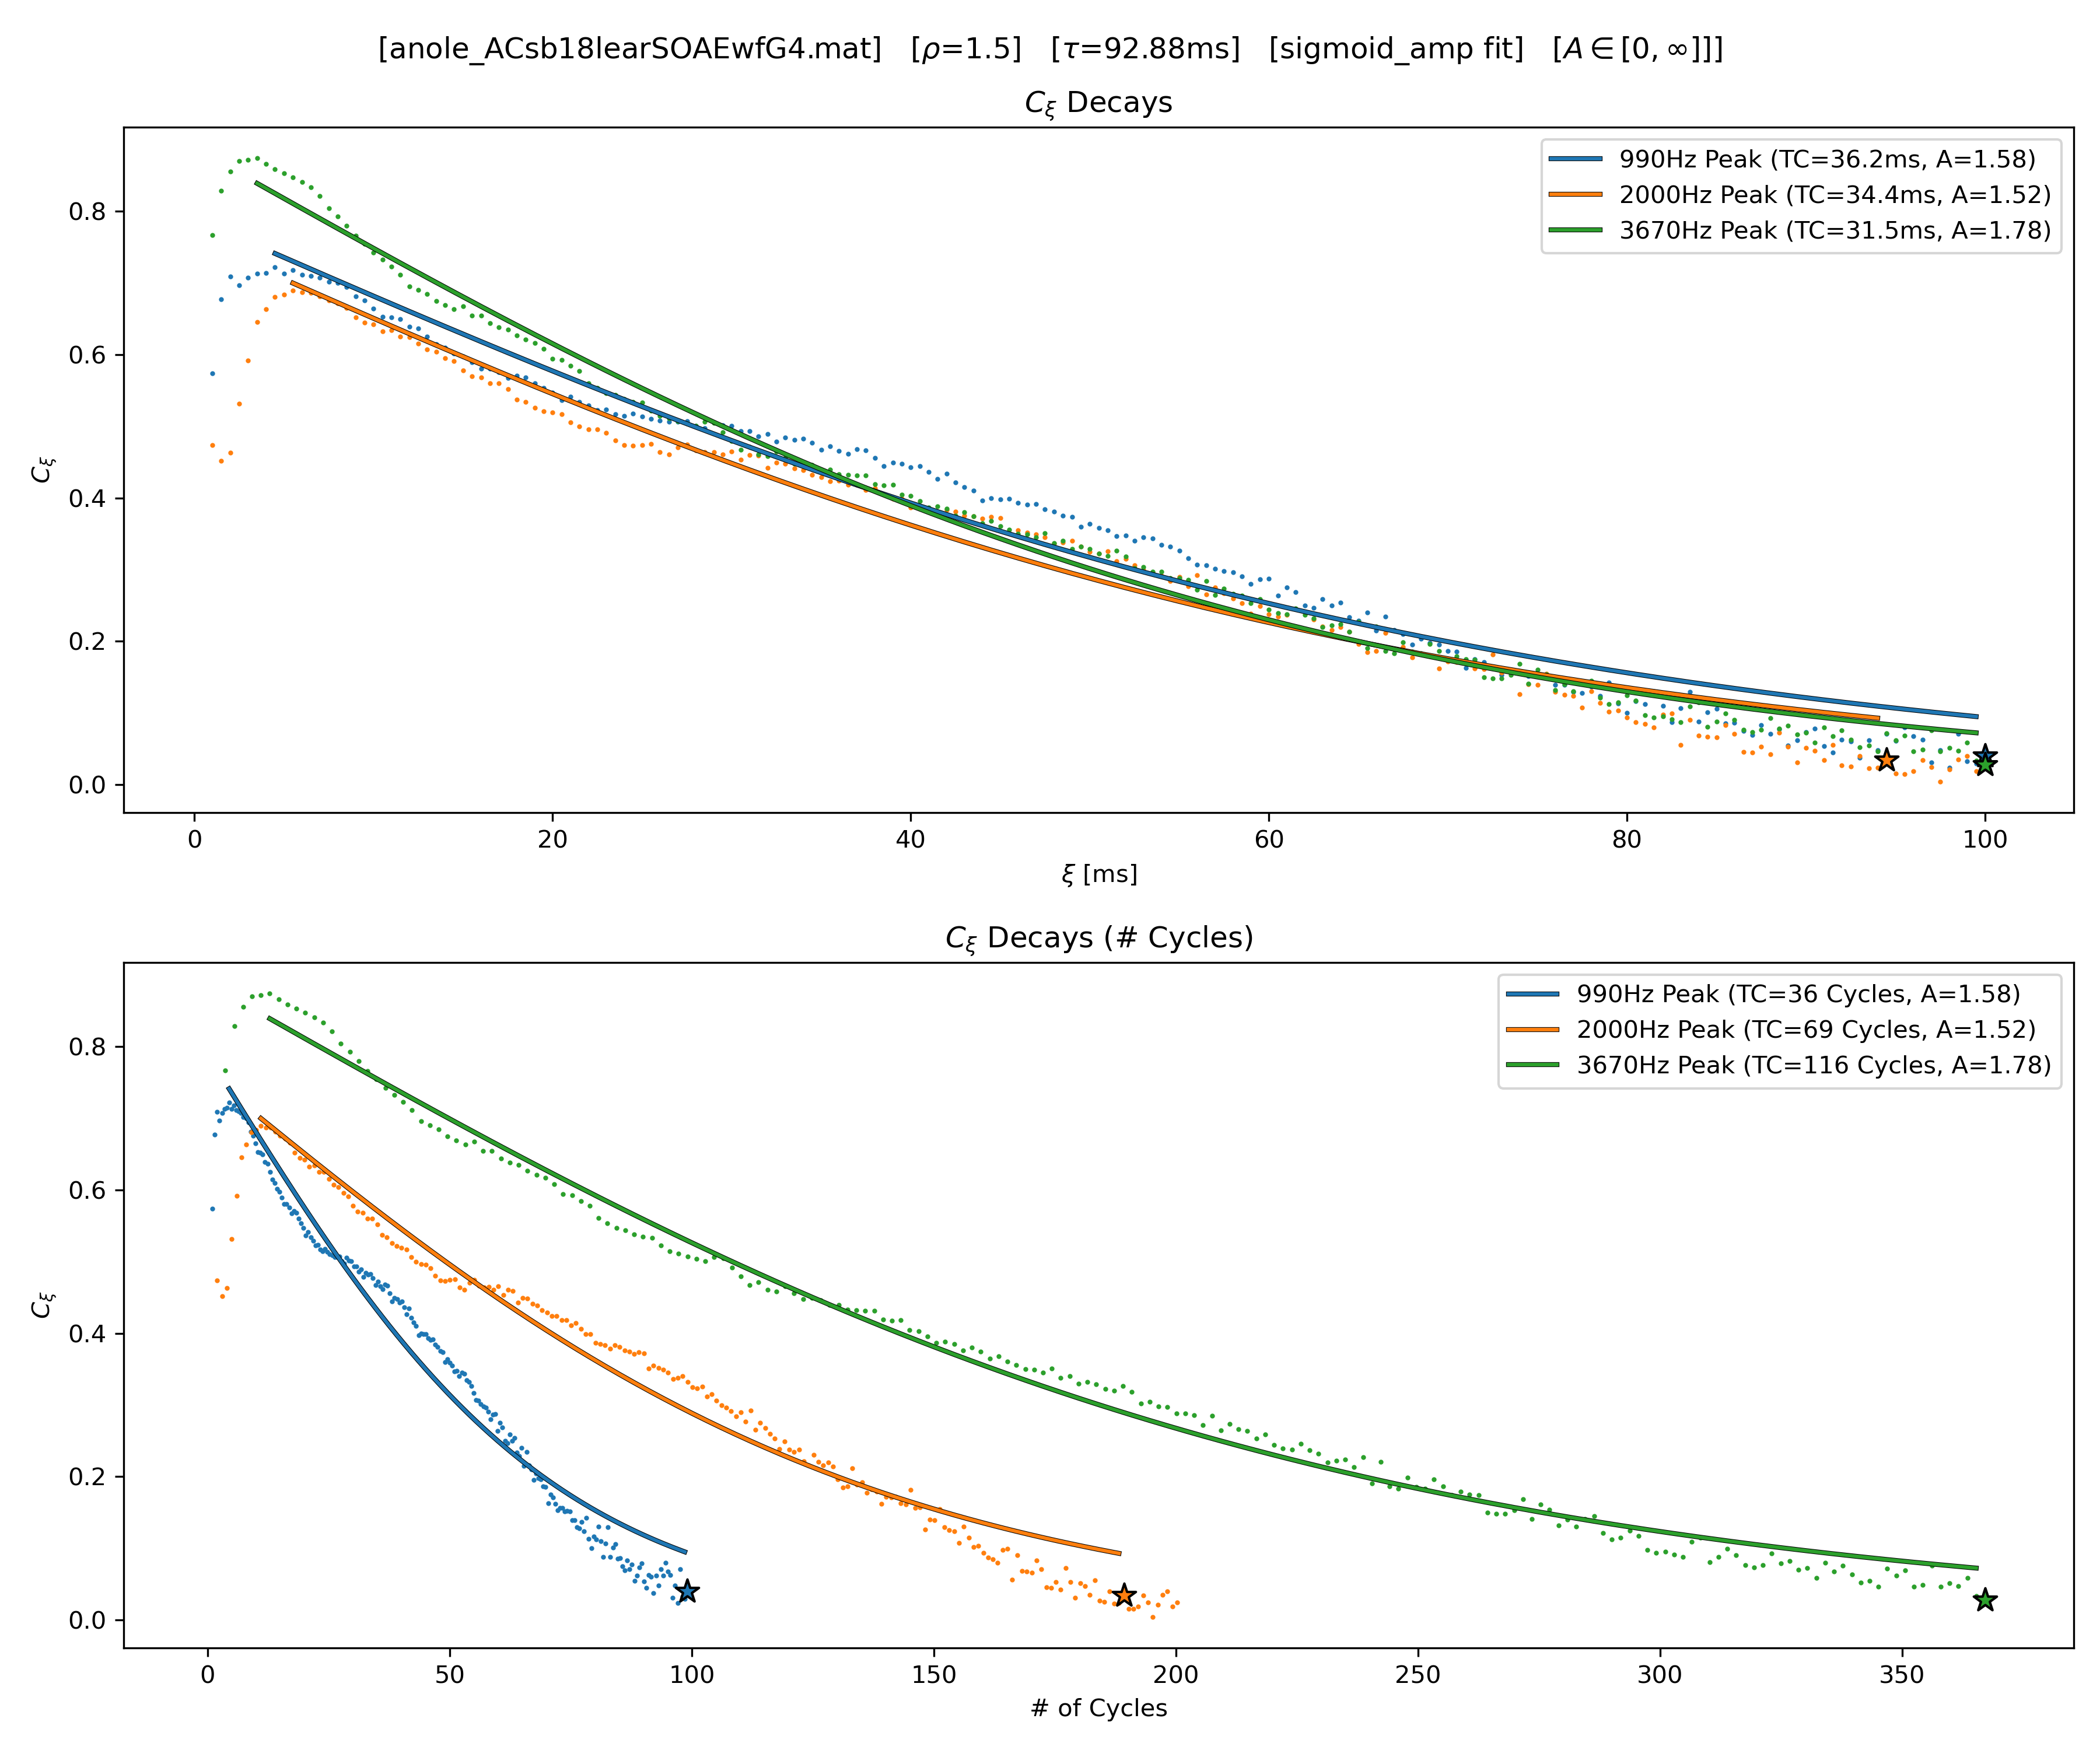 [anole_ACsb18learSOAEwfG4.mat] [ρ=1.5] [τ=92.88ms] [sigmoid_amp fit] [A ∈ [0, ∞]]]
C_ξ Decays
C_ξ
0.8
0.6
0.4
0.2
0.0
990Hz Peak (TC=36.2ms, A=1.58)
2000Hz Peak (TC=34.4ms, A=1.52)
3670Hz Peak (TC=31.5ms, A=1.78)
0 20 40 60 80 100
ξ [ms]
C_ξ Decays (# Cycles)
C_ξ
0.8
0.6
0.4
0.2
0.0
990Hz Peak (TC=36 Cycles, A=1.58)
2000Hz Peak (TC=69 Cycles, A=1.52)
3670Hz Peak (TC=116 Cycles, A=1.78)
0 50 100 150 200 250 300 350
# of Cycles